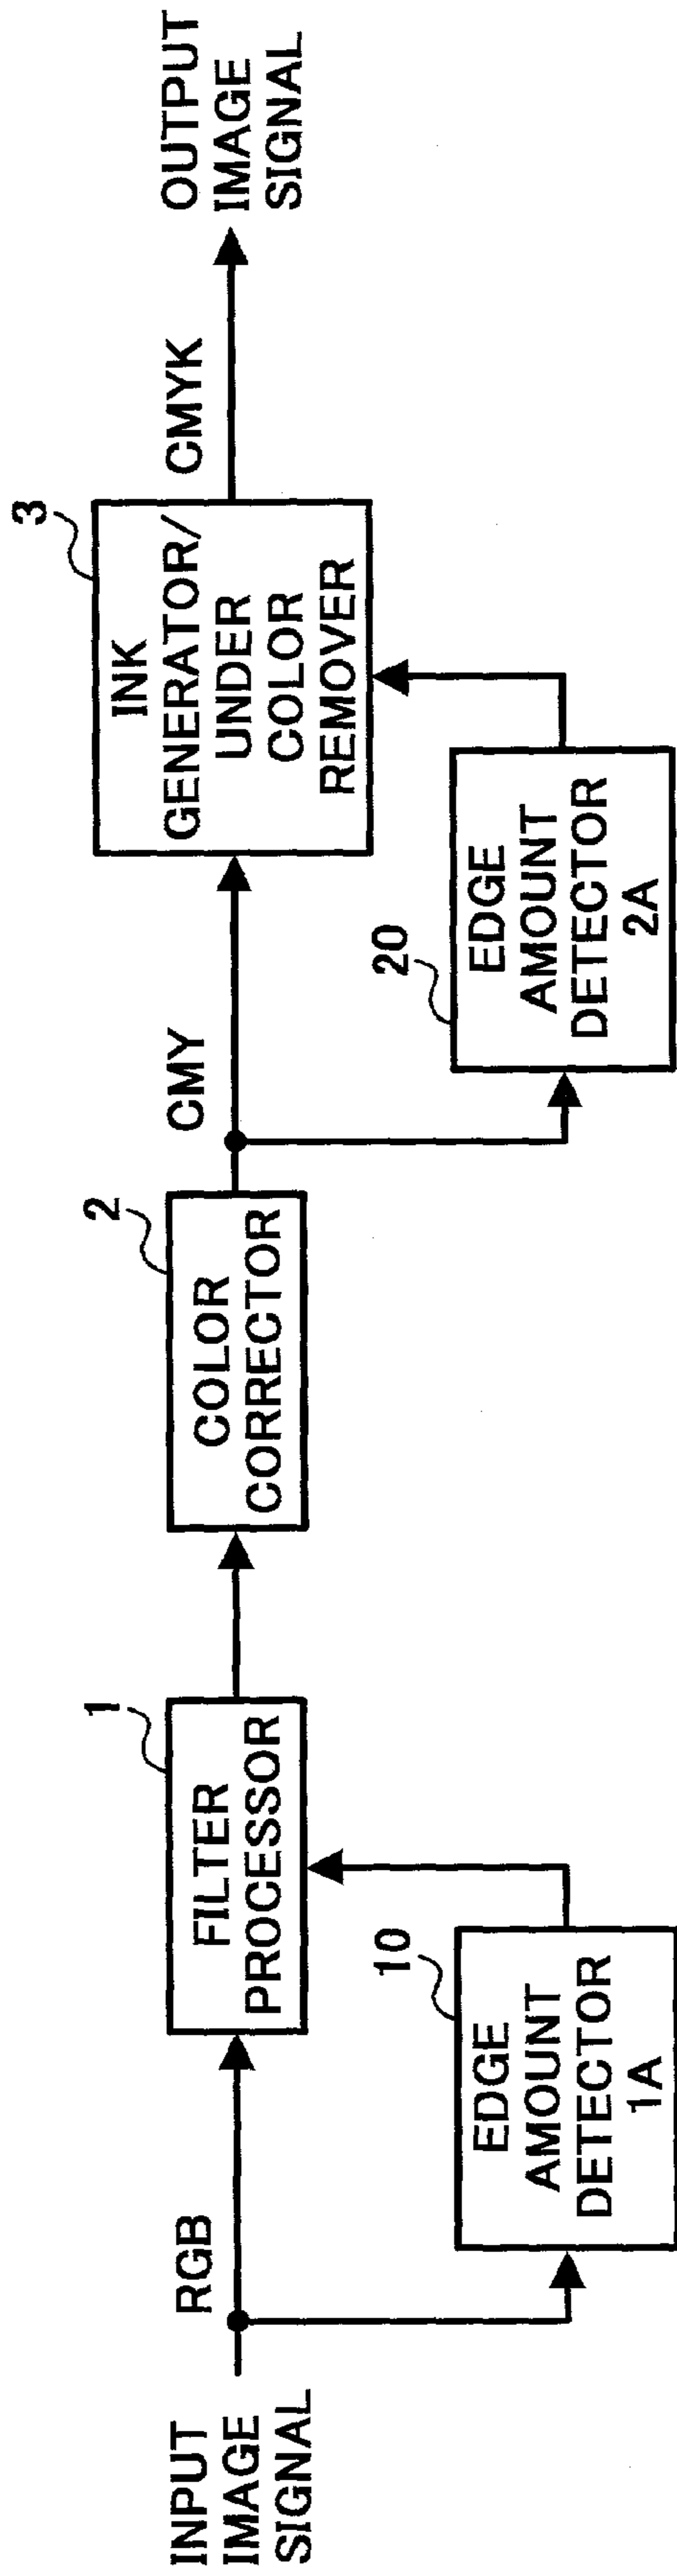 INPUT
IMAGE
SIGNAL
RGB
1
FILTER
PROCESSOR
10
EDGE
AMOUNT
DETECTOR
1A
2
COLOR
CORRECTOR
CMY
20
EDGE
AMOUNT
DETECTOR
2A
3
INK
GENERATOR/
UNDER
COLOR
REMOVER
CMYK
OUTPUT
IMAGE
SIGNAL